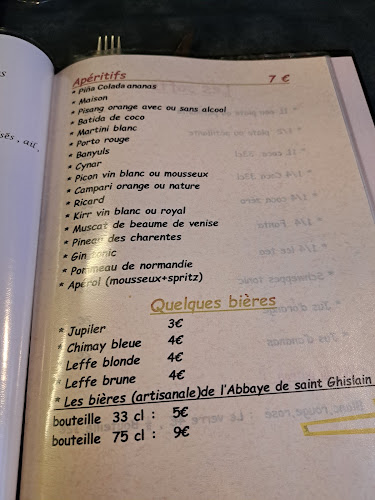 Apéritifs 7 €
* Piña Colada ananas
* Maison
* Pisang orange avec ou sans alcoal
* Batida de coco
* Martini blanc
* Porto rouge
* Banyuls
* Cynar
* Picon vin blanc ou mousseux
* Campari orange ou nature
* Ricard
* Kirr vin blanc ou royal
* Muscat de beaume de venise
* Pineau des charentes
* Gin tonic
* Pommeau de normandie
* Apérol (mousseux+spritz)
Quelques bières
* Jupiler 3€
* Chimay bleue 4€
* Leffe blonde 4€
* Leffe brune 4€
* Les bières (artisanale)de l'Abbaye de saint Ghislain
bouteille 33 cl : 5€
bouteille 75 cl : 9€